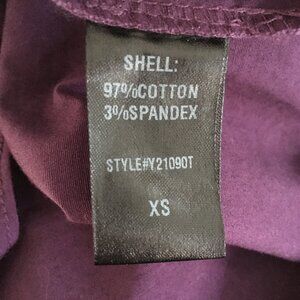 SHELL:
97%COTTON
3%SPANDEX
STYLE#Y21090T
XS